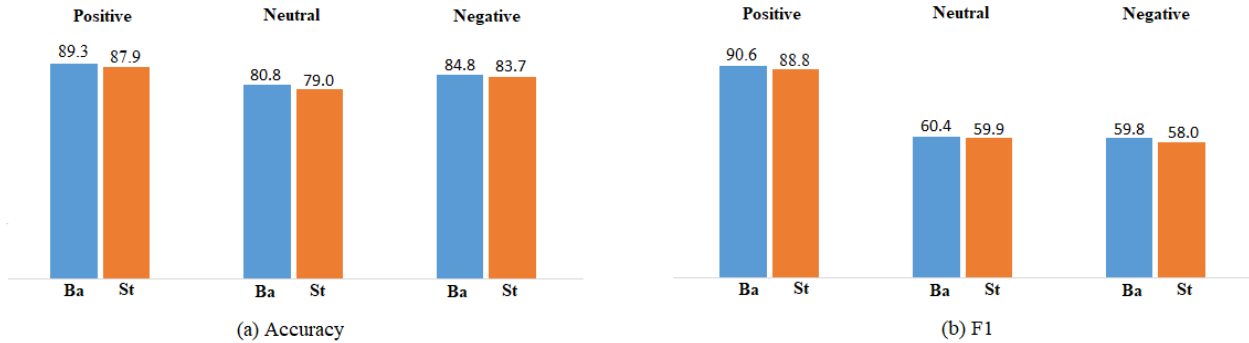 Positive Neutral Negative
89.3 87.9 80.8 79.0 84.8 83.7
Ba St Ba St Ba St
(a) Accuracy
Positive Neutral Negative
90.6 88.8 60.4 59.9 59.8 58.0
Ba St Ba St Ba St
(b) F1